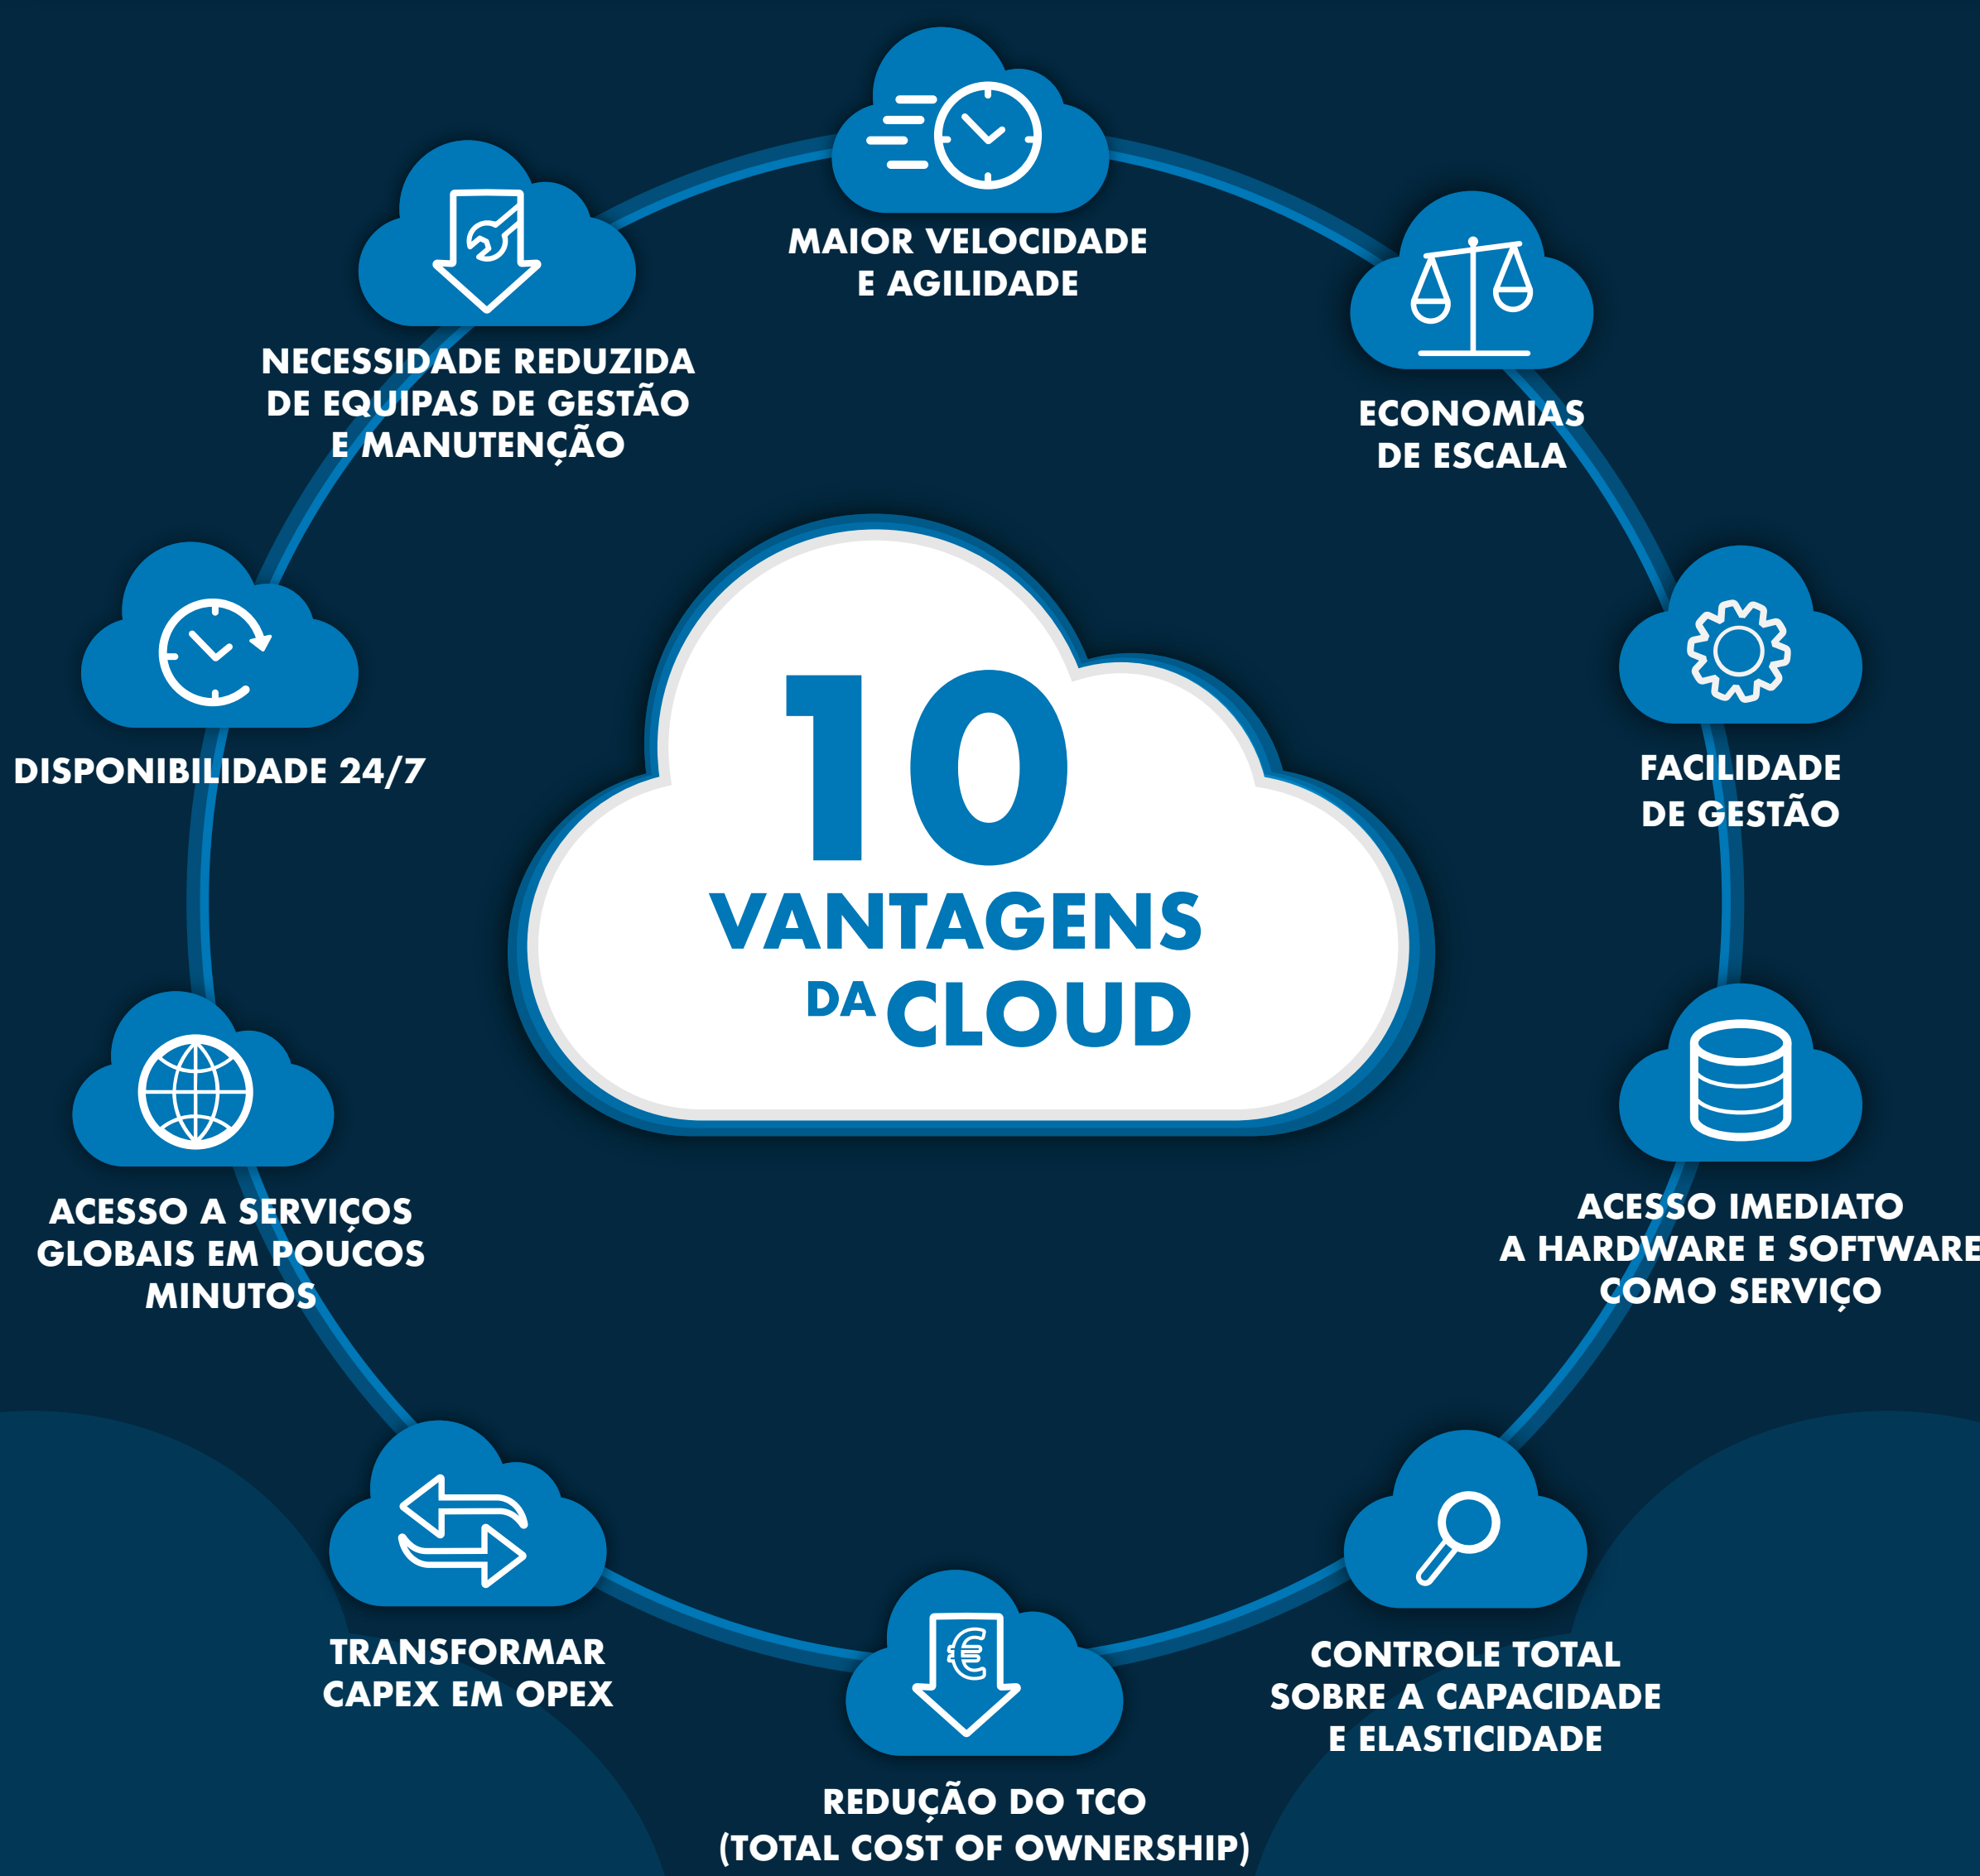 MAIOR VELOCIDADE
E AGILIDADE
ECONOMIAS
DE ESCALA
FACILIDADE
DE GESTÃO
ACESSO IMEDIATO
A HARDWARE E SOFTWARE
COMO SERVIÇO
CONTROLE TOTAL
SOBRE A CAPACIDADE
E ELASTICIDADE
REDUÇÃO DO TCO
(TOTAL COST OF OWNERSHIP)
TRANSFORMAR
CAPEX EM OPEX
ACESSO A SERVIÇOS
GLOBAIS EM POUCOS
MINUTOS
DISPONIBILIDADE 24/7
NECESSIDADE REDUZIDA
DE EQUIPAS DE GESTÃO
E MANUTENÇÃO
10
VANTAGENS
DA CLOUD
€